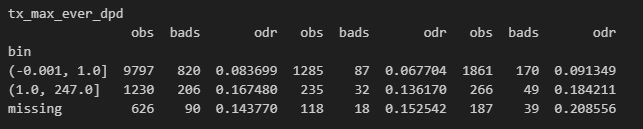 tx_max_ever_dpd
obs bads odr obs bads odr obs bads odr
bin
(-0.001, 1.0] 9797 820 0.083699 1285 87 0.067704 1861 170 0.091349
(1.0, 247.0] 1230 206 0.167480 235 32 0.136170 266 49 0.184211
missing 626 90 0.143770 118 18 0.152542 187 39 0.208556